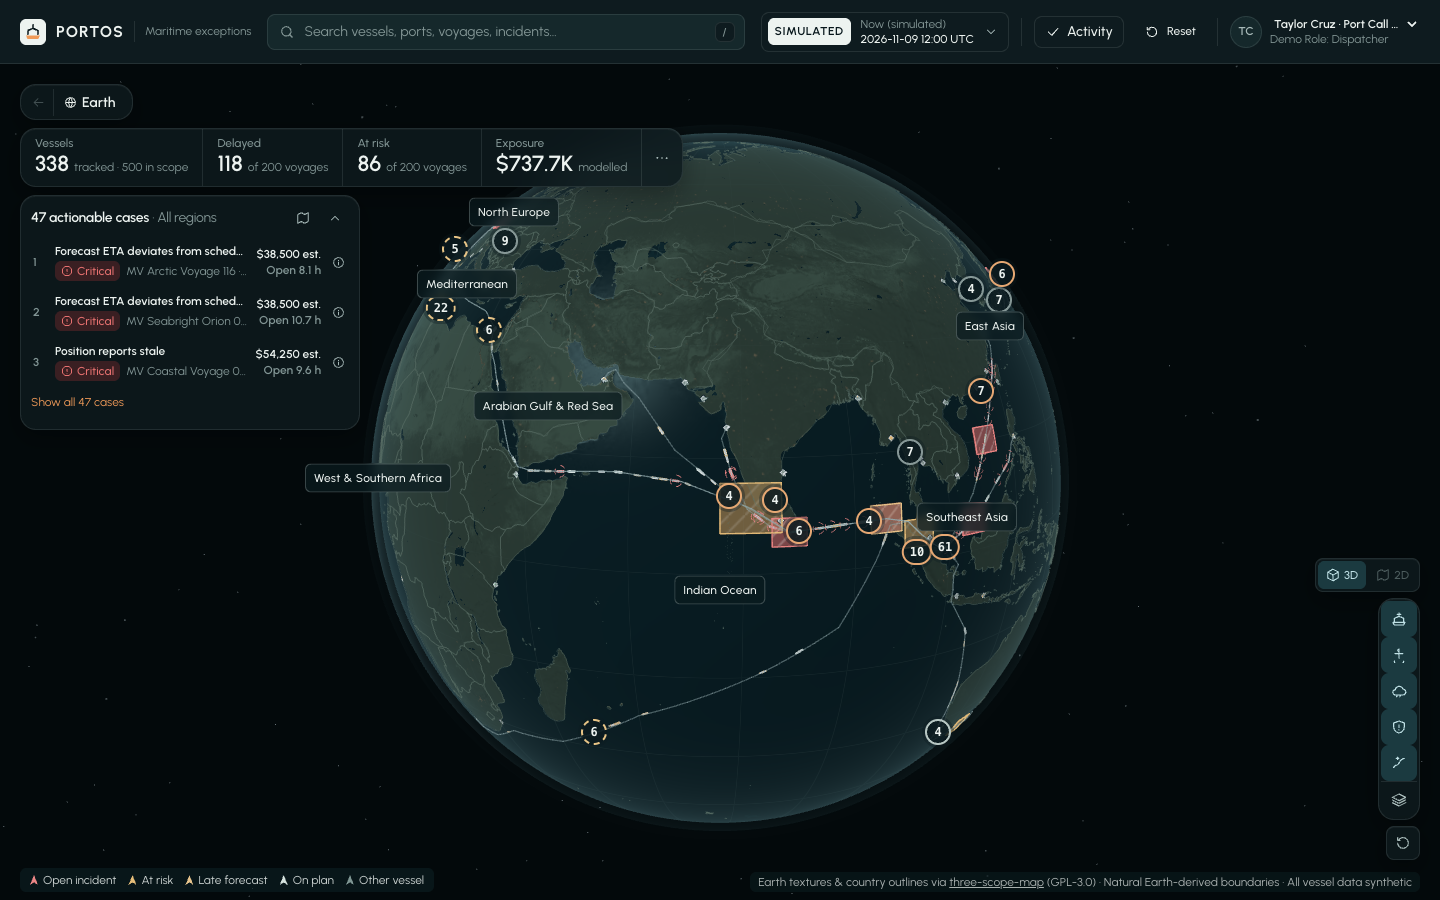 PORTOS
Maritime exceptions
Search vessels, ports, voyages, incidents...
/
SIMULATED
Now (simulated)
2026-11-09 12:00 UTC
Activity
Reset
TC
Taylor Cruz · Port Call ...
Demo Role: Dispatcher
Earth
Vessels
338 tracked · 500 in scope
Delayed
118 of 200 voyages
At risk
86 of 200 voyages
Exposure
$737.7K modelled
...
47 actionable cases · All regions
1
Forecast ETA deviates from sched...
Critical
MV Arctic Voyage 116 ·...
$38,500 est.
Open 8.1 h
2
Forecast ETA deviates from sched...
Critical
MV Seabright Orion 0...
$38,500 est.
Open 10.7 h
3
Position reports stale
Critical
MV Coastal Voyage 0...
$54,250 est.
Open 9.6 h
Show all 47 cases
North Europe
5
9
Mediterranean
22
6
6
4
7
East Asia
7
Arabian Gulf & Red Sea
7
West & Southern Africa
4
4
6
4
Southeast Asia
10
61
Indian Ocean
6
4
3D
2D
Open incident
At risk
Late forecast
On plan
Other vessel
Earth textures & country outlines via three-scope-map (GPL-3.0) · Natural Earth-derived boundaries · All vessel data synthetic